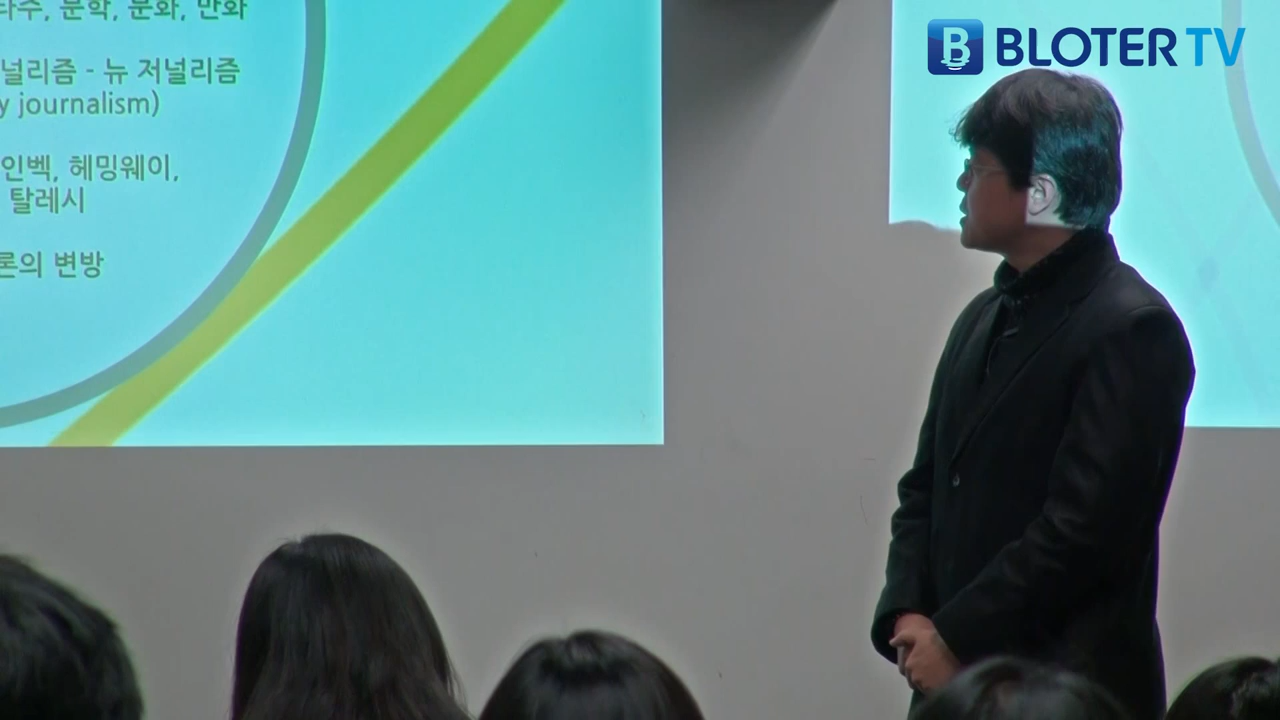 타주, 문학, 문화, 만화
널리즘 - 뉴 저널리즘
y journalism)
인벡, 헤밍웨이,
탈레시
론의 변방
BLOTER TV